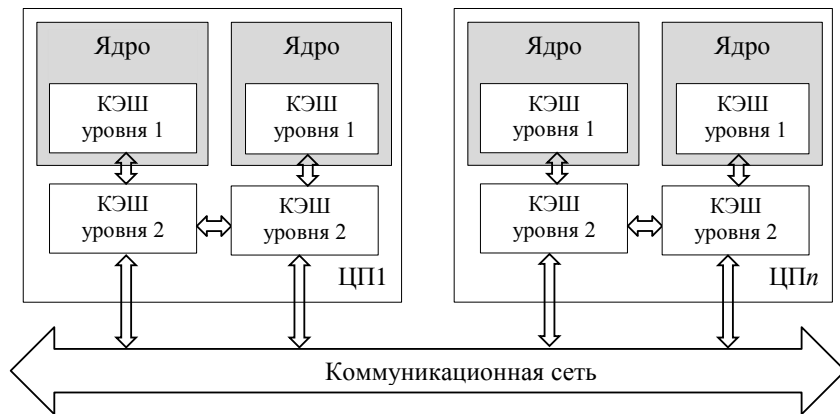 Ядро
Ядро
Ядро
Ядро
КЭШ
уровня 1
КЭШ
уровня 1
КЭШ
уровня 1
КЭШ
уровня 1
КЭШ
уровня 2
КЭШ
уровня 2
КЭШ
уровня 2
КЭШ
уровня 2
ЦП1
ЦПn
Коммуникационная сеть